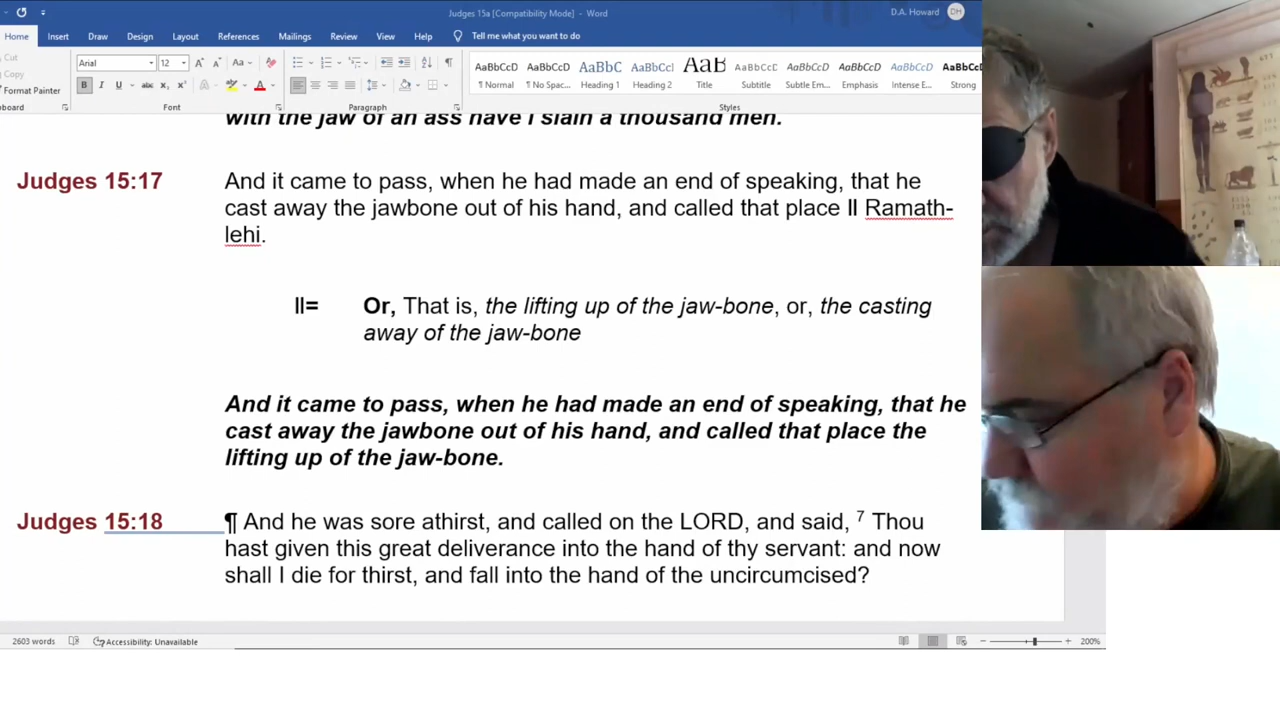 Judges 15a [Compatibility Mode] - Word
D.A. Howard
DH
Home Insert Draw Design Layout References Mailings Review View Help Tell me what you want to do
Cut
Copy
Format Painter
Arial 12
Aa
B I U abc x₂ x²
AaBbCcD AaBbCcD AaBbC AaBbCcI AaB AaBbCcD AaBbCcD AaBbCcD AaBbCcD AaBbCcD
¶ Normal ¶ No Spac... Heading 1 Heading 2 Title Subtitle Subtle Em... Emphasis Intense E... Strong
Font Paragraph Styles
with the jaw of an ass have I slain a thousand men.
Judges 15:17 And it came to pass, when he had made an end of speaking, that he
cast away the jawbone out of his hand, and called that place ǁ Ramath-
lehi.
ǁ= Or, That is, the lifting up of the jaw-bone, or, the casting
away of the jaw-bone
And it came to pass, when he had made an end of speaking, that he
cast away the jawbone out of his hand, and called that place the
lifting up of the jaw-bone.
Judges 15:18 ¶ And he was sore athirst, and called on the LORD, and said, ⁷ Thou
hast given this great deliverance into the hand of thy servant: and now
shall I die for thirst, and fall into the hand of the uncircumcised?
2603 words Accessibility: Unavailable 200%